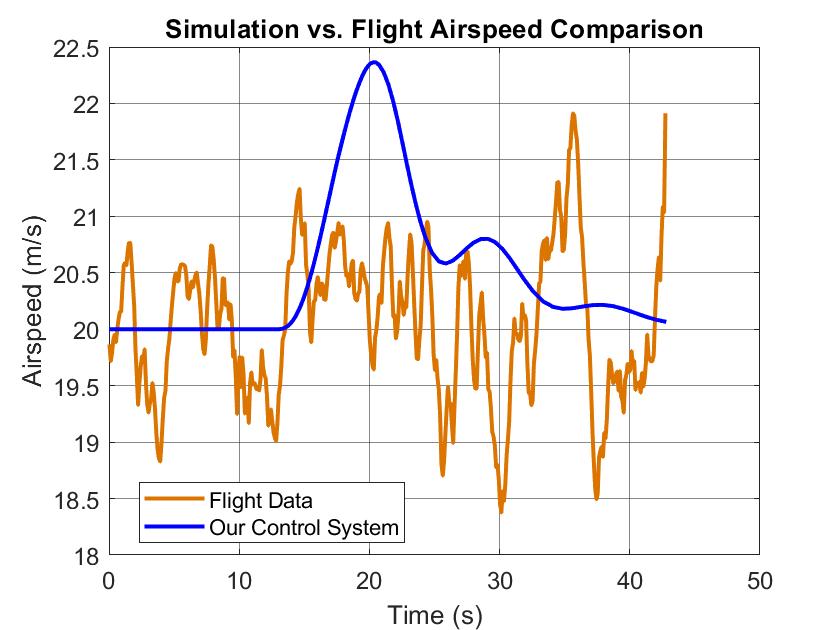 Simulation vs. Flight Airspeed Comparison
22.5
22
21.5
21
20.5
20
19.5
19
18.5
18
Airspeed (m/s)
Flight Data
Our Control System
0 10 20 30 40 50
Time (s)